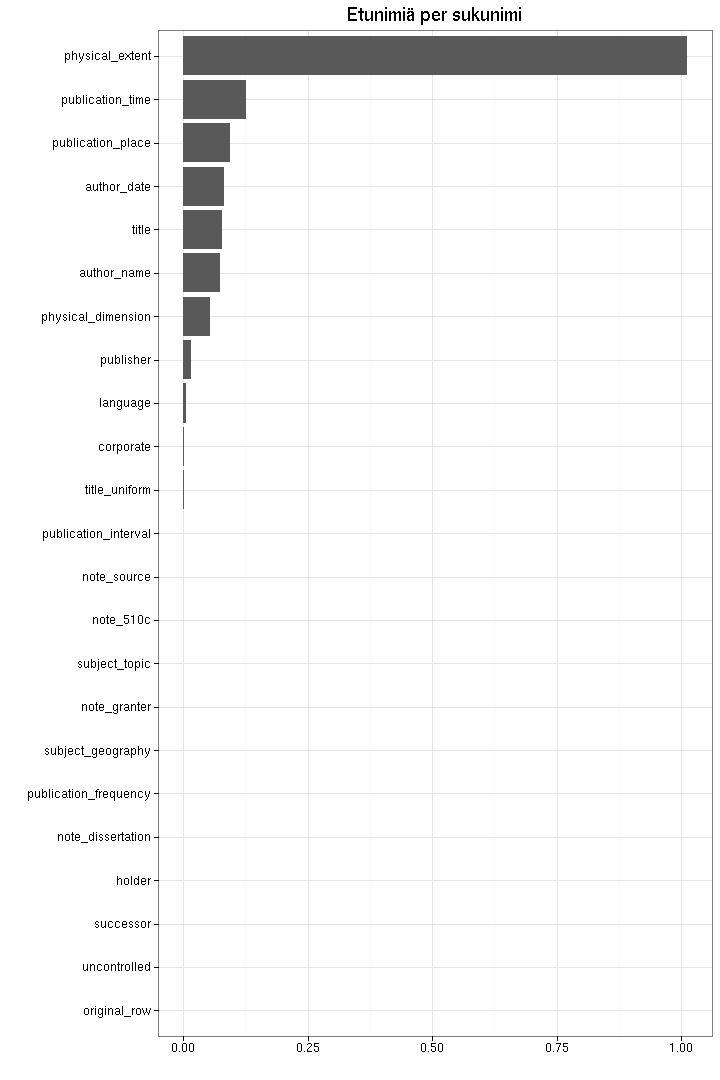 Etunimiä per sukunimi
physical_extent
publication_time
publication_place
author_date
title
author_name
physical_dimension
publisher
language
corporate
title_uniform
publication_interval
note_source
note_510c
subject_topic
note_granter
subject_geography
publication_frequency
note_dissertation
holder
successor
uncontrolled
original_row
0.00 0.25 0.50 0.75 1.00